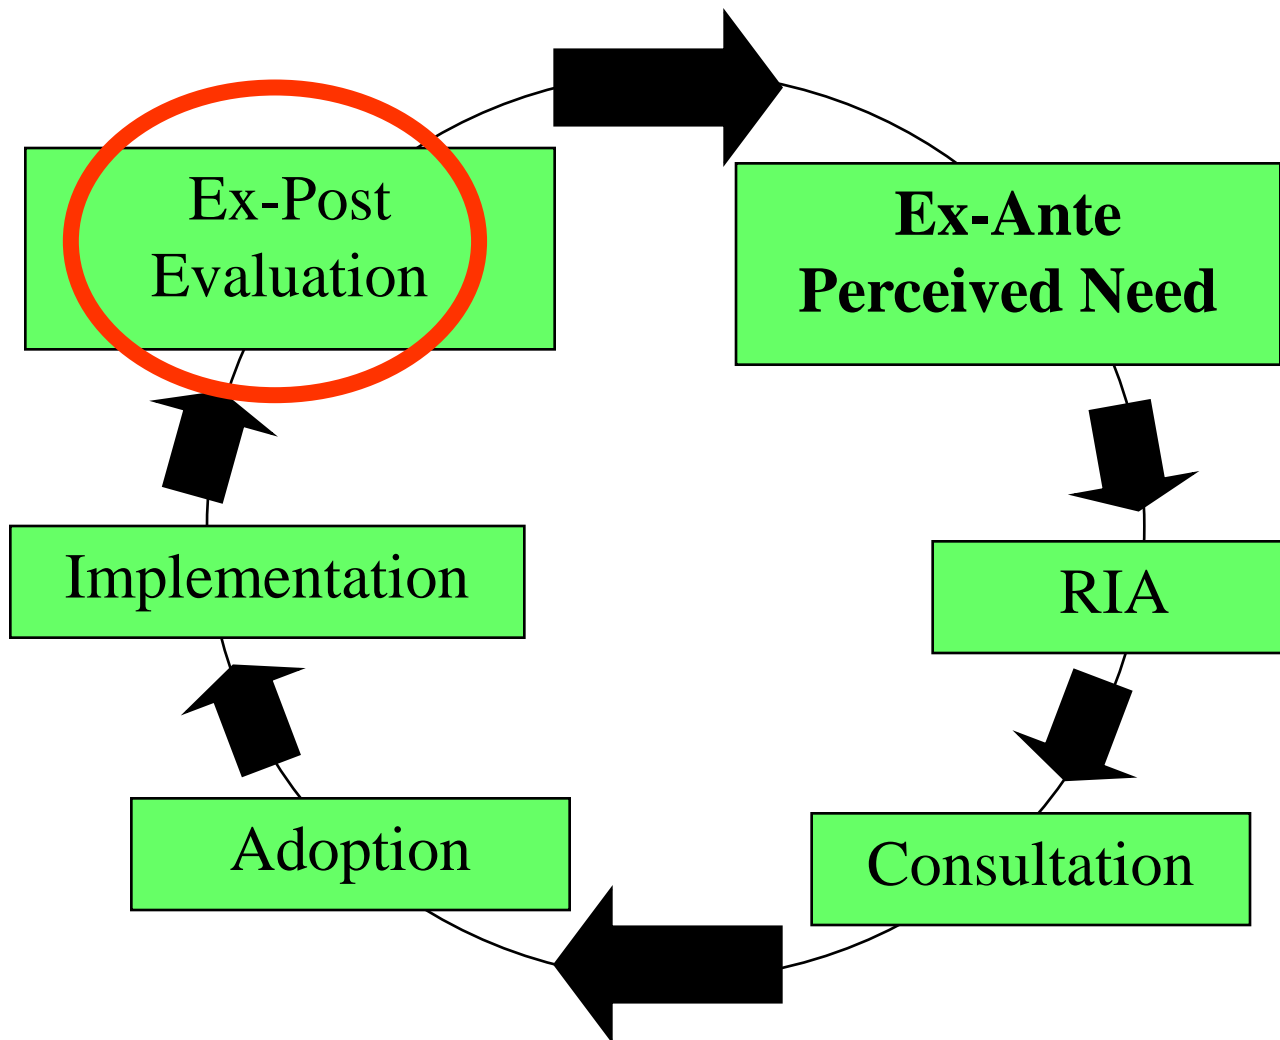 Ex-Post
Evaluation
Ex-Ante
Perceived Need
Implementation
RIA
Adoption
Consultation